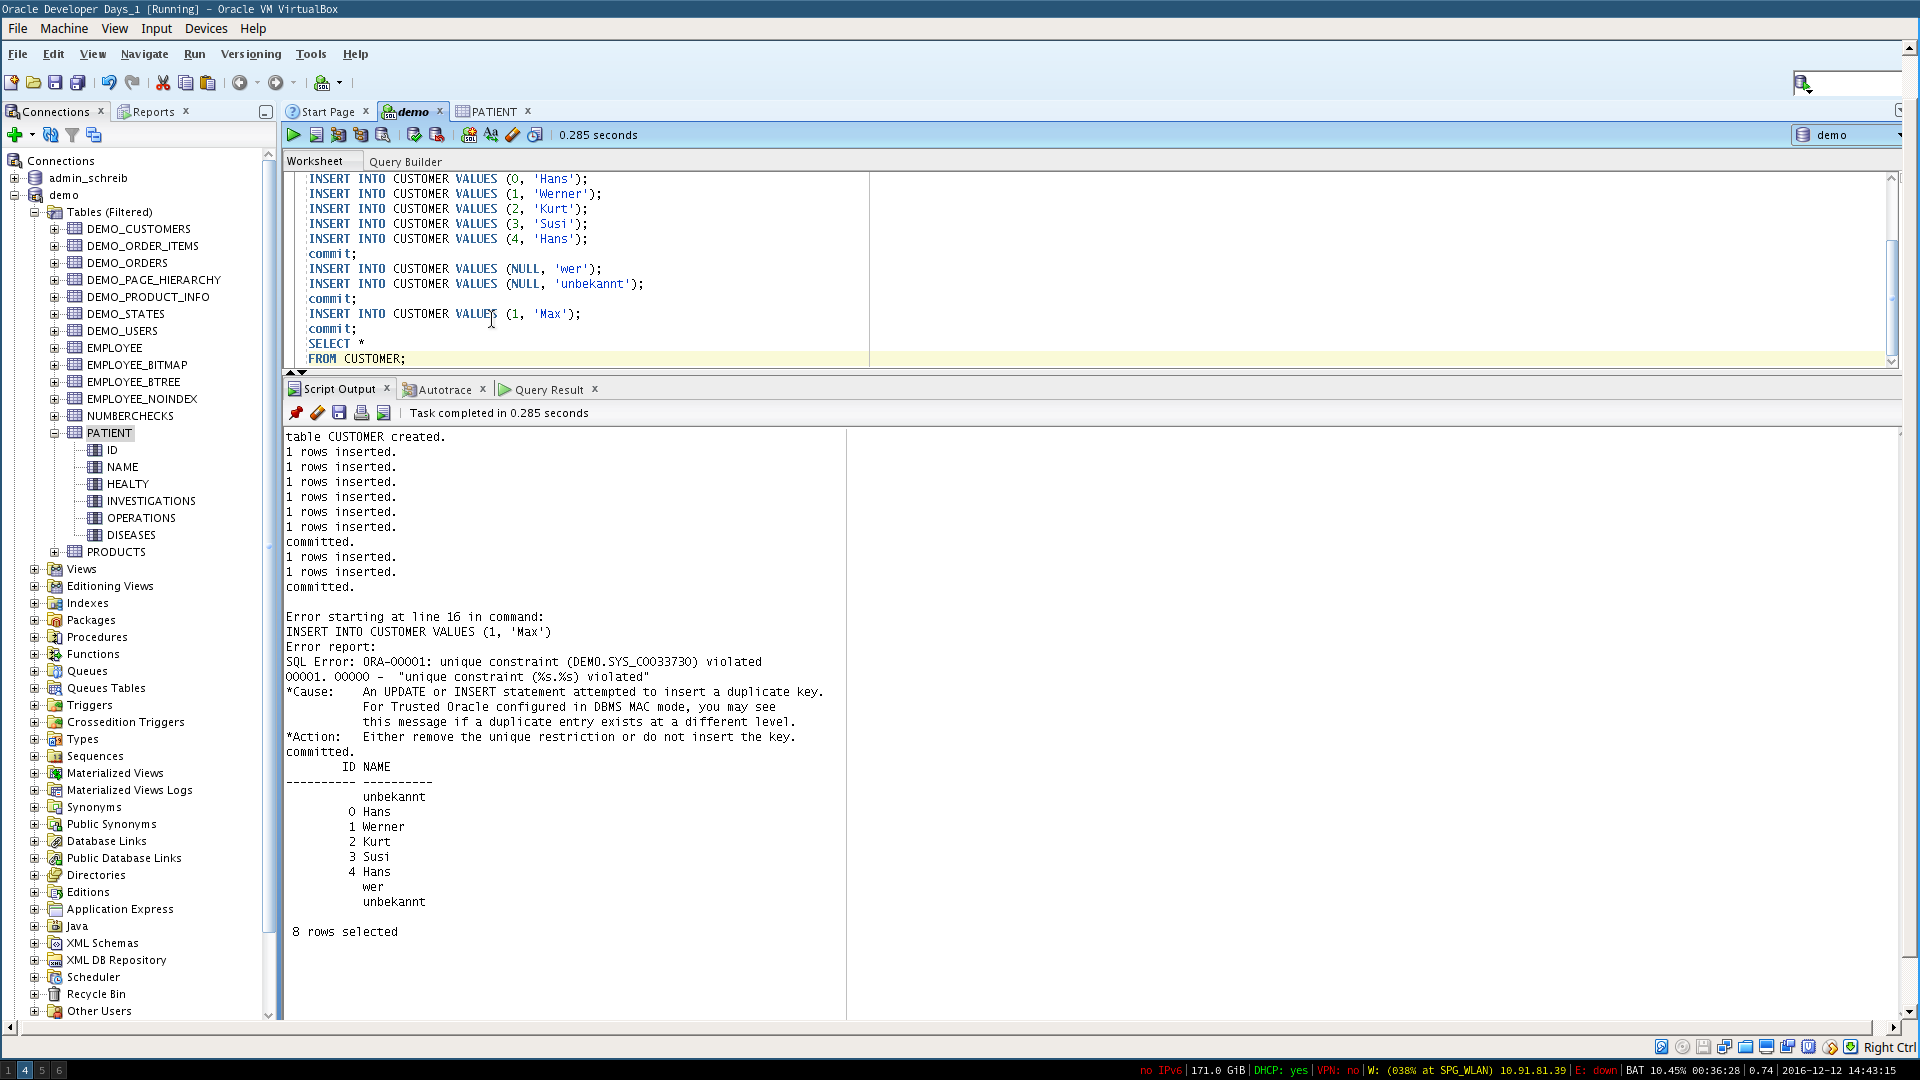 Oracle Developer Days_1 [Running] - Oracle VM VirtualBox
File Machine View Input Devices Help
File Edit View Navigate Run Versioning Tools Help
Connections x Reports x
Start Page x demo x PATIENT x
0.285 seconds
demo
Worksheet Query Builder
Connections
admin_schreib
demo
Tables (Filtered)
DEMO_CUSTOMERS
DEMO_ORDER_ITEMS
DEMO_ORDERS
DEMO_PAGE_HIERARCHY
DEMO_PRODUCT_INFO
DEMO_STATES
DEMO_USERS
EMPLOYEE
EMPLOYEE_BITMAP
EMPLOYEE_BTREE
EMPLOYEE_NOINDEX
NUMBERCHECKS
PATIENT
ID
NAME
HEALTY
INVESTIGATIONS
OPERATIONS
DISEASES
PRODUCTS
Views
Editioning Views
Indexes
Packages
Procedures
Functions
Queues
Queues Tables
Triggers
Crossedition Triggers
Types
Sequences
Materialized Views
Materialized Views Logs
Synonyms
Public Synonyms
Database Links
Public Database Links
Directories
Editions
Application Express
Java
XML Schemas
XML DB Repository
Scheduler
Recycle Bin
Other Users
INSERT INTO CUSTOMER VALUES (0, 'Hans');
INSERT INTO CUSTOMER VALUES (1, 'Werner');
INSERT INTO CUSTOMER VALUES (2, 'Kurt');
INSERT INTO CUSTOMER VALUES (3, 'Susi');
INSERT INTO CUSTOMER VALUES (4, 'Hans');
commit;
INSERT INTO CUSTOMER VALUES (NULL, 'wer');
INSERT INTO CUSTOMER VALUES (NULL, 'unbekannt');
commit;
INSERT INTO CUSTOMER VALUES (1, 'Max');
commit;
SELECT *
FROM CUSTOMER;
Script Output x Autotrace x Query Result x
Task completed in 0.285 seconds
table CUSTOMER created.
1 rows inserted.
1 rows inserted.
1 rows inserted.
1 rows inserted.
1 rows inserted.
1 rows inserted.
committed.
1 rows inserted.
1 rows inserted.
committed.
Error starting at line 16 in command:
INSERT INTO CUSTOMER VALUES (1, 'Max')
Error report:
SQL Error: ORA-00001: unique constraint (DEMO.SYS_C0033730) violated
00001. 00000 - "unique constraint (%s.%s) violated"
*Cause: An UPDATE or INSERT statement attempted to insert a duplicate key.
For Trusted Oracle configured in DBMS MAC mode, you may see
this message if a duplicate entry exists at a different level.
*Action: Either remove the unique restriction or do not insert the key.
committed.
ID NAME
---------- ----------
unbekannt
0 Hans
1 Werner
2 Kurt
3 Susi
4 Hans
wer
unbekannt
8 rows selected
Right Ctrl
1 4 5 6
no IPv6 | 171.0 GiB | DHCP: yes | VPN: no | W: (038% at SPG_WLAN) 10.91.81.39 | E: down | BAT 10.45% 00:36:28 | 0.74 | 2016-12-12 14:43:15